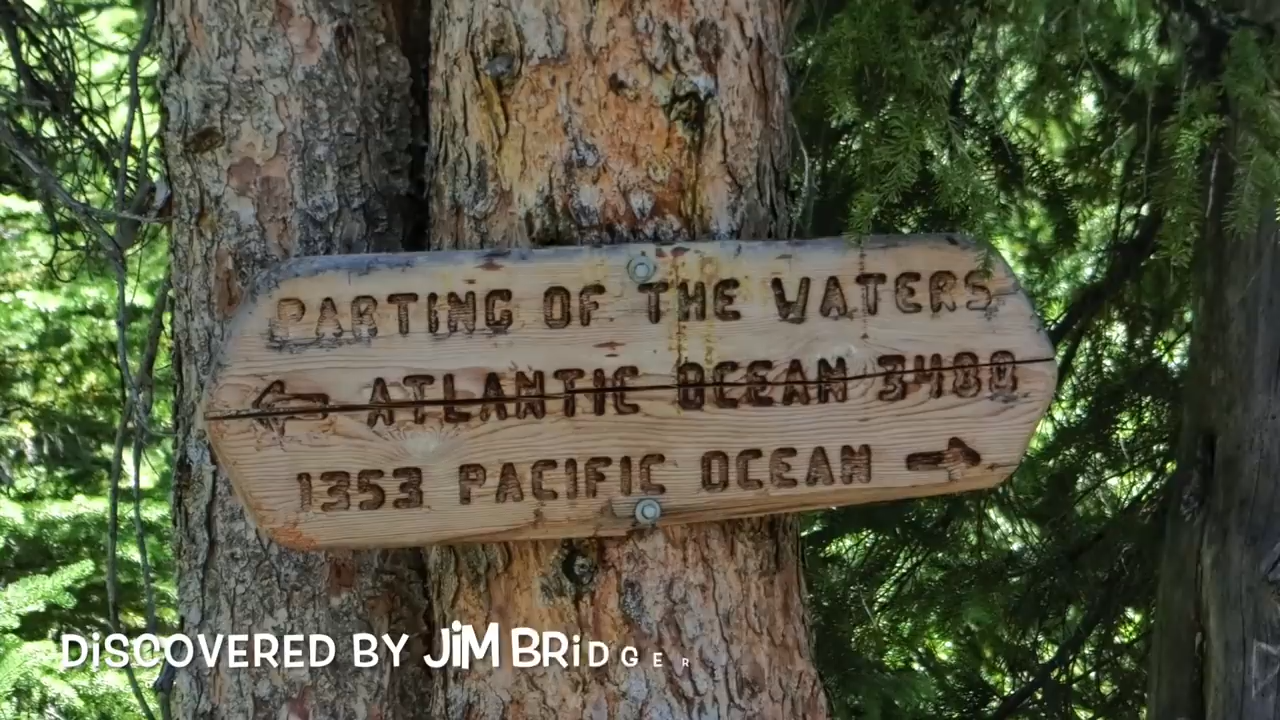 PARTING OF THE WATERS
← ATLANTIC OCEAN 3488
1353 PACIFIC OCEAN →
DiSCOVERED BY JiM BRiDGER